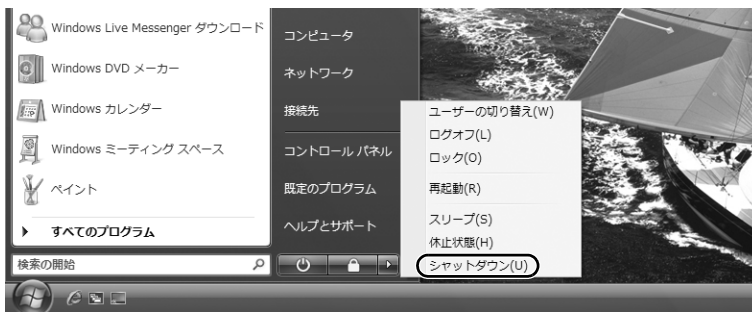 Windows Live Messenger ダウンロード
Windows DVD メーカー
Windows カレンダー
Windows ミーティング スペース
ペイント
すべてのプログラム
検索の開始
コンピュータ
ネットワーク
接続先
コントロール パネル
既定のプログラム
ヘルプとサポート
ユーザーの切り替え(W)
ログオフ(L)
ロック(O)
再起動(R)
スリープ(S)
休止状態(H)
シャットダウン(U)